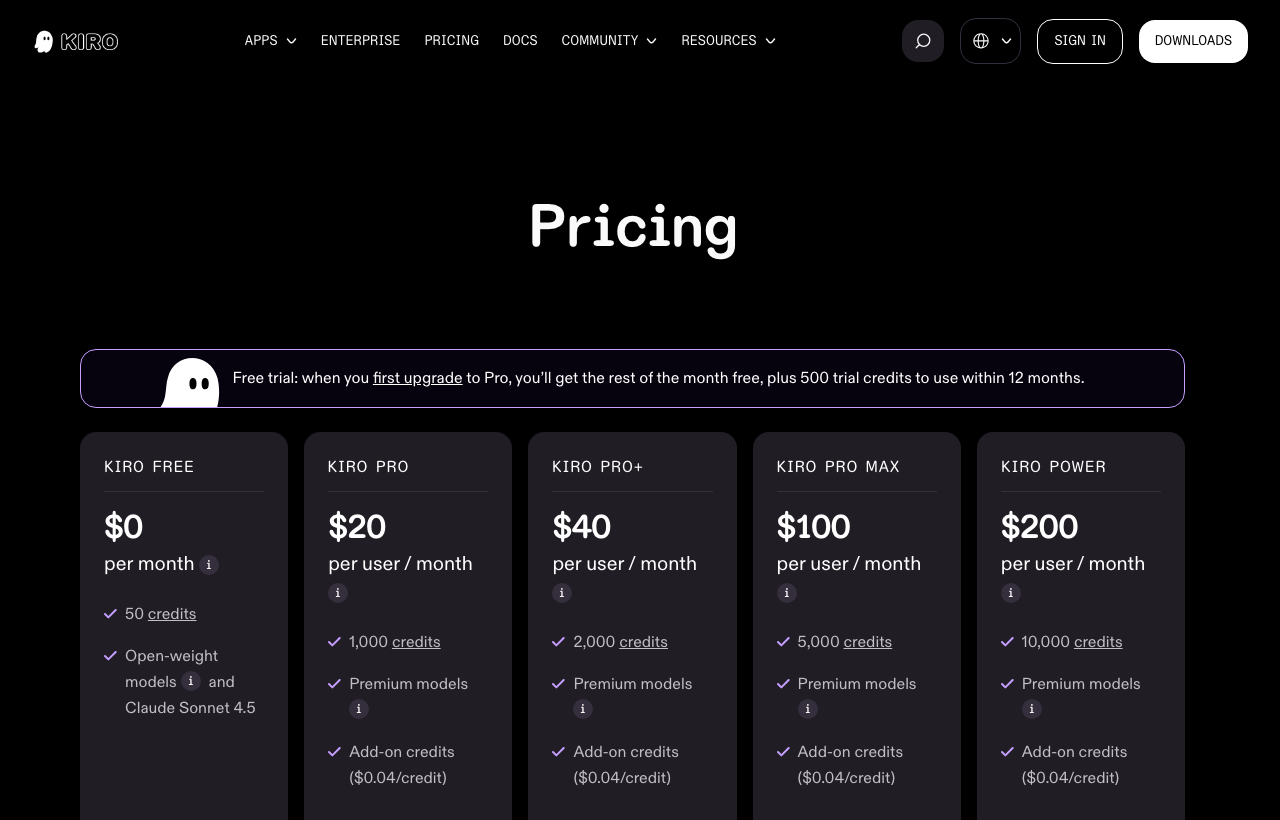 KIRO
APPS
ENTERPRISE
PRICING
DOCS
COMMUNITY
RESOURCES
SIGN IN
DOWNLOADS
Pricing
Free trial: when you first upgrade to Pro, you'll get the rest of the month free, plus 500 trial credits to use within 12 months.
KIRO FREE
$0
per month i
50 credits
Open-weight
models i and
Claude Sonnet 4.5
KIRO PRO
$20
per user / month
i
1,000 credits
Premium models
i
Add-on credits
($0.04/credit)
KIRO PRO+
$40
per user / month
i
2,000 credits
Premium models
i
Add-on credits
($0.04/credit)
KIRO PRO MAX
$100
per user / month
i
5,000 credits
Premium models
i
Add-on credits
($0.04/credit)
KIRO POWER
$200
per user / month
i
10,000 credits
Premium models
i
Add-on credits
($0.04/credit)